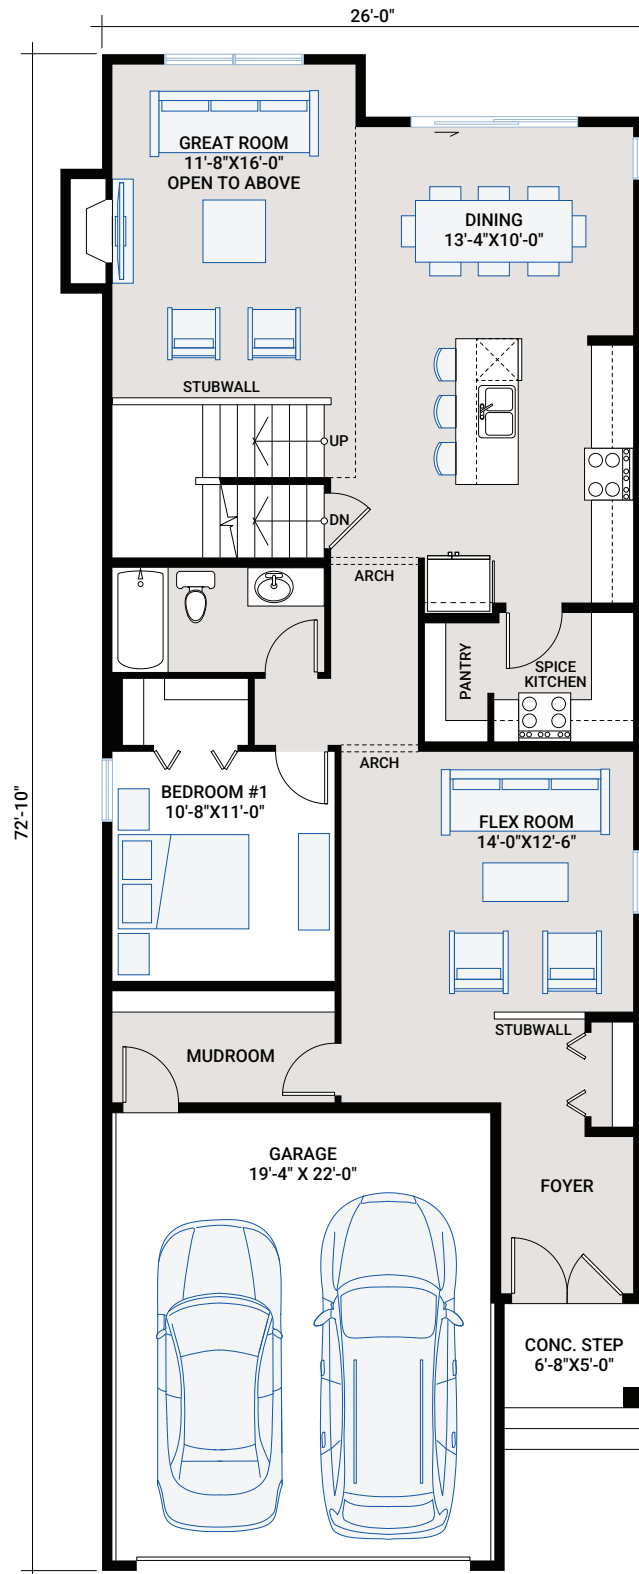 26'-0"
GREAT ROOM
11'-8"X16'-0"
OPEN TO ABOVE
DINING
13'-4"X10'-0"
STUBWALL
UP
DN
ARCH
PANTRY
SPICE
KITCHEN
ARCH
72'-10"
BEDROOM #1
10'-8"X11'-0"
FLEX ROOM
14'-0"X12'-6"
STUBWALL
MUDROOM
GARAGE
19'-4" X 22'-0"
FOYER
CONC. STEP
6'-8"X5'-0"